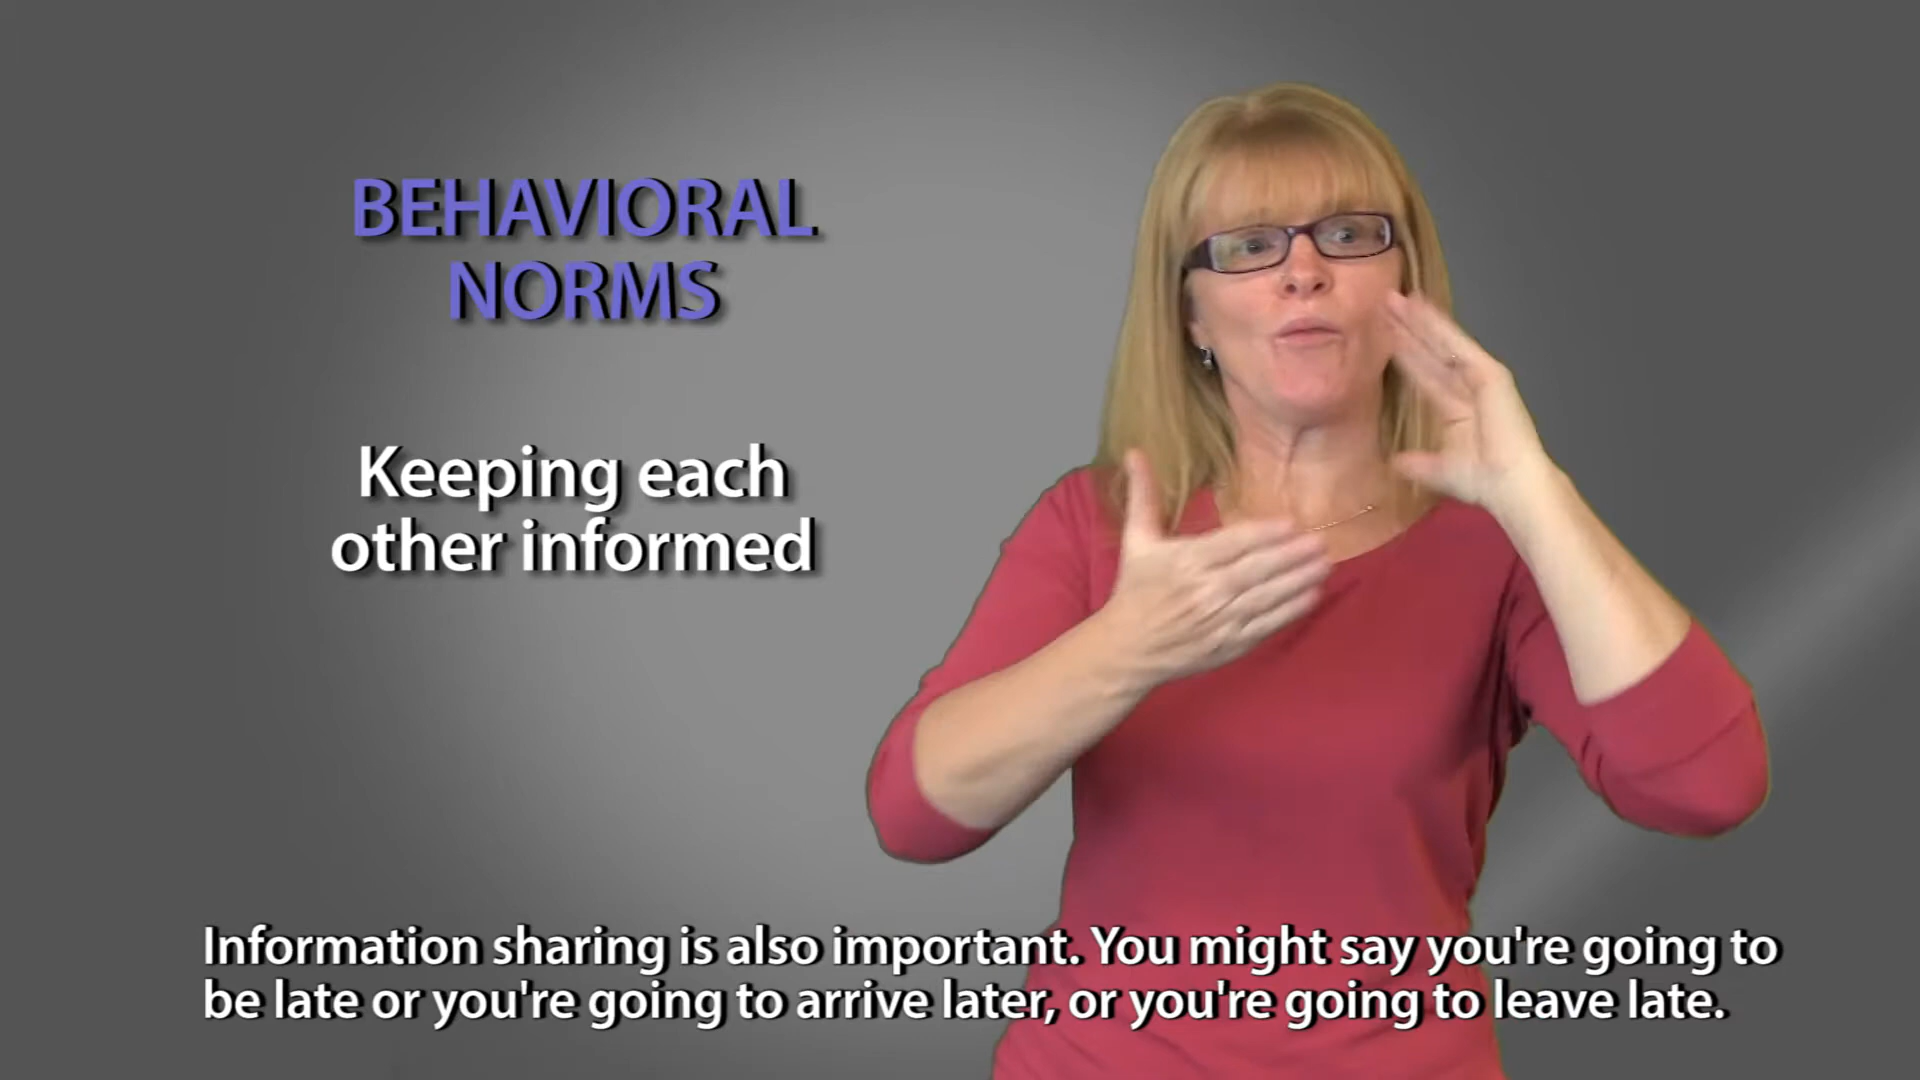 BEHAVIORAL
NORMS
Keeping each
other informed
Information sharing is also important. You might say you're going to
be late or you're going to arrive later, or you're going to leave late.